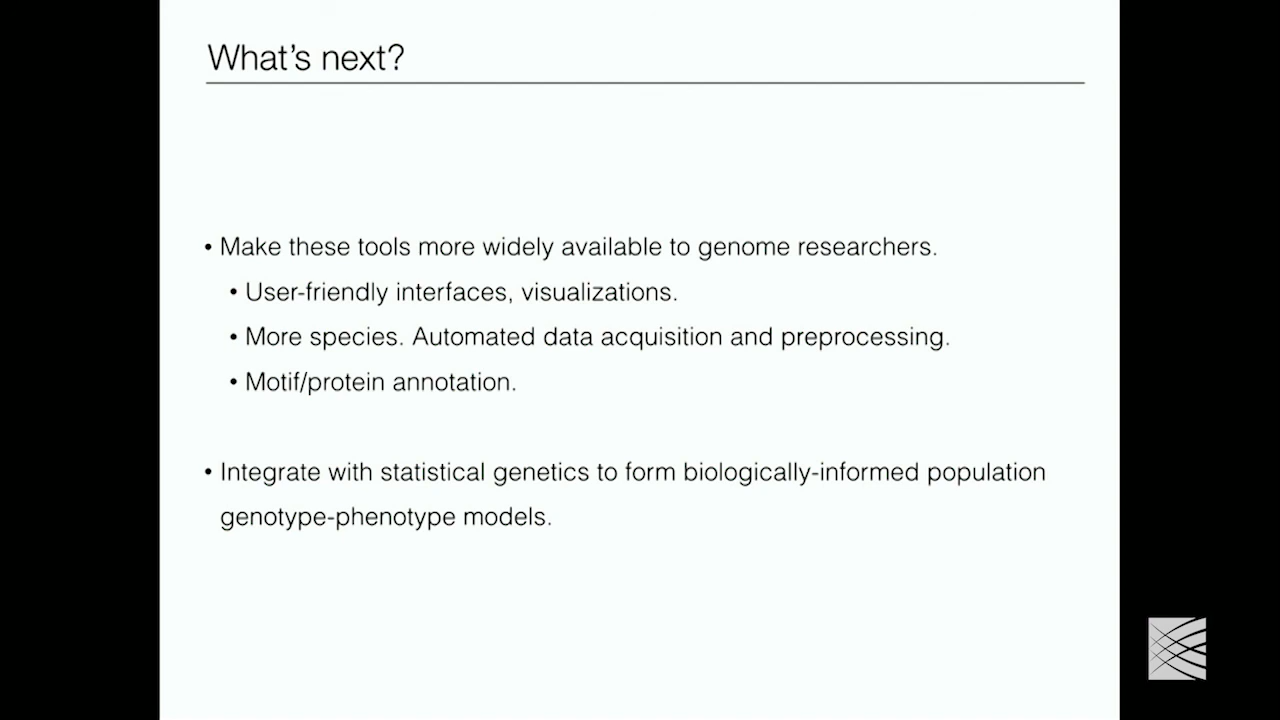 What's next?
• Make these tools more widely available to genome researchers.
• User-friendly interfaces, visualizations.
• More species. Automated data acquisition and preprocessing.
• Motif/protein annotation.
• Integrate with statistical genetics to form biologically-informed population
genotype-phenotype models.